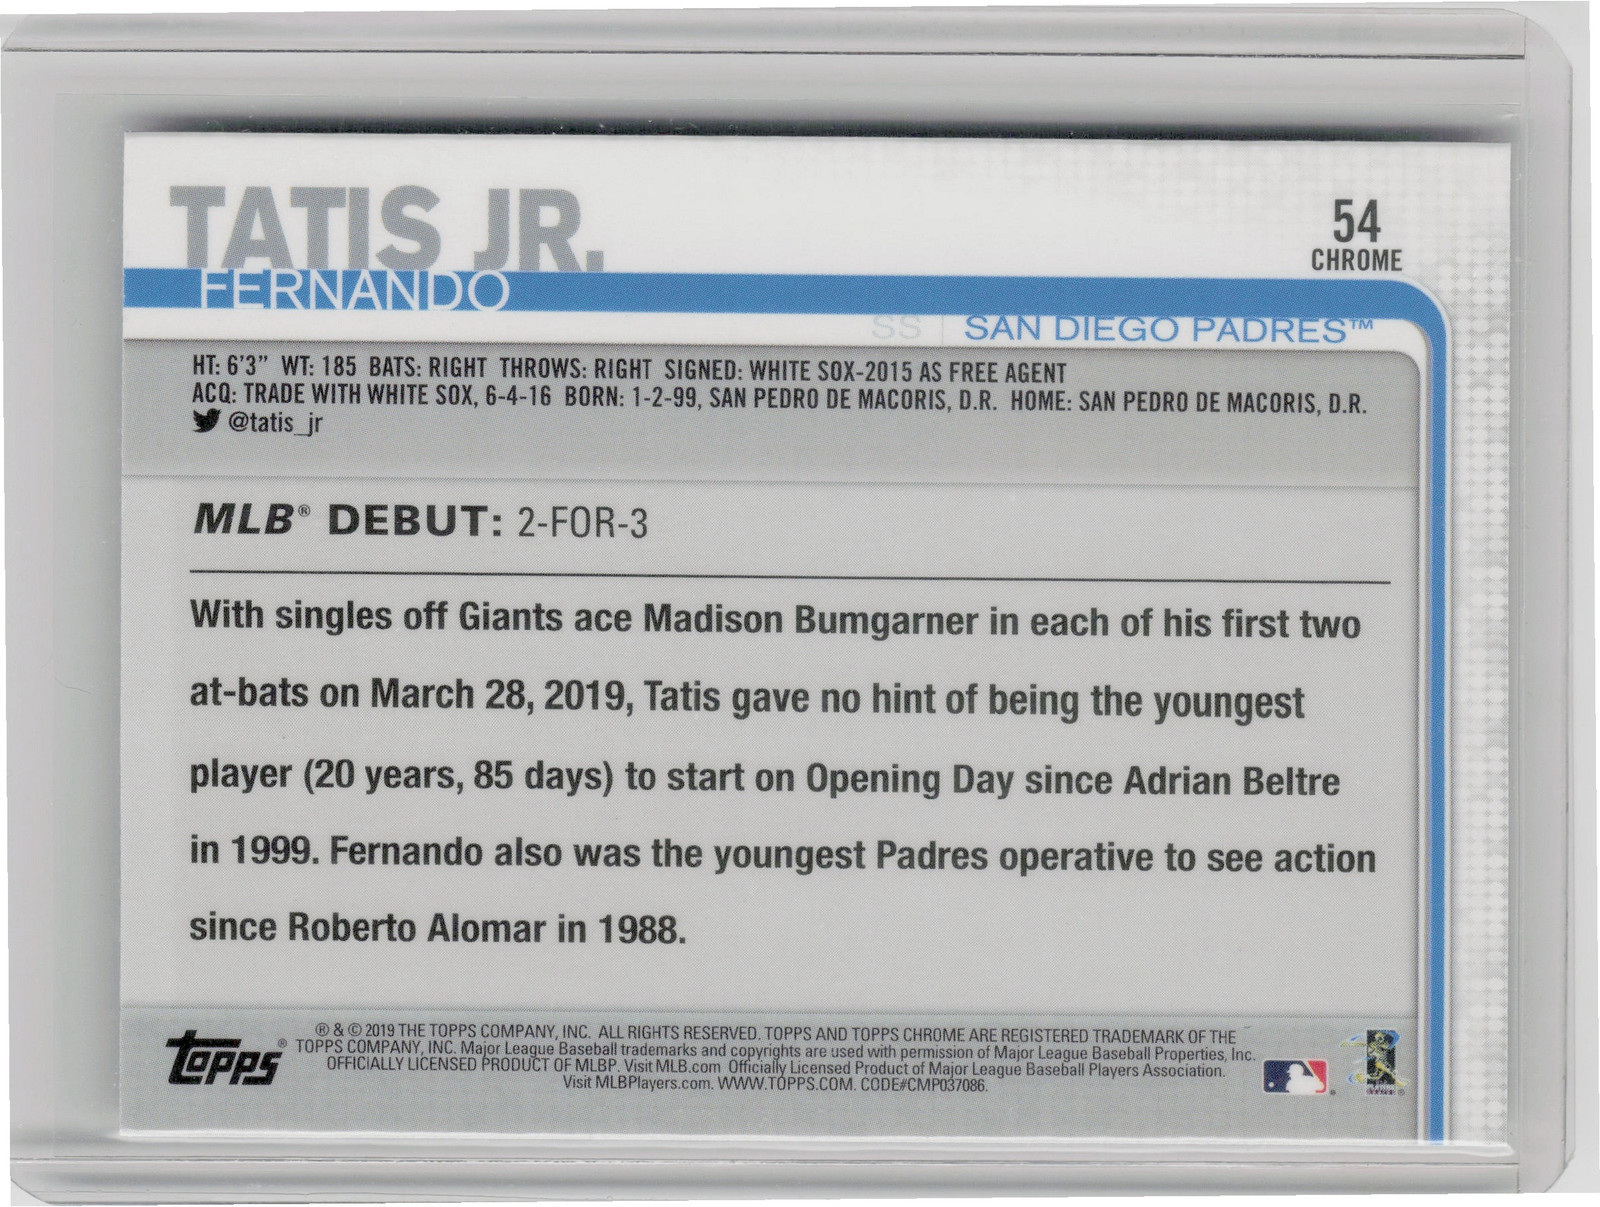 TATIS JR.
54
CHROME
FERNANDO
SS | SAN DIEGO PADRES™
HT: 6'3" WT: 185 BATS: RIGHT THROWS: RIGHT SIGNED: WHITE SOX-2015 AS FREE AGENT
ACQ: TRADE WITH WHITE SOX, 6-4-16 BORN: 1-2-99, SAN PEDRO DE MACORIS, D.R. HOME: SAN PEDRO DE MACORIS, D.R.
@tatis_jr
MLB® DEBUT: 2-FOR-3
With singles off Giants ace Madison Bumgarner in each of his first two
at-bats on March 28, 2019, Tatis gave no hint of being the youngest
player (20 years, 85 days) to start on Opening Day since Adrian Beltre
in 1999. Fernando also was the youngest Padres operative to see action
since Roberto Alomar in 1988.
topps®
® & © 2019 THE TOPPS COMPANY, INC. ALL RIGHTS RESERVED. TOPPS AND TOPPS CHROME ARE REGISTERED TRADEMARK OF THE
TOPPS COMPANY, INC. Major League Baseball trademarks and copyrights are used with permission of Major League Baseball Properties, Inc.
OFFICIALLY LICENSED PRODUCT OF MLBP. Visit MLB.com Officially Licensed Product of Major League Baseball Players Association.
Visit MLBPlayers.com. WWW.TOPPS.COM. CODE#CMP037086.